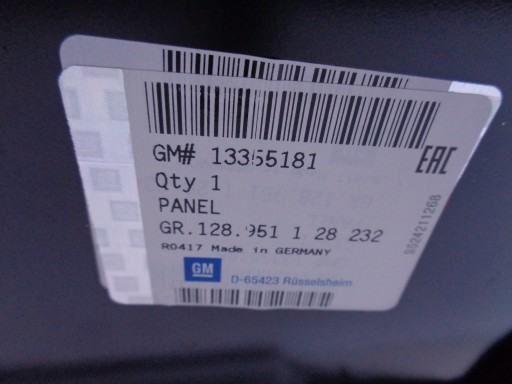 GM# 13355181
Qty 1
PANEL
GR.128.951 1 28 232
R0417 Made in GERMANY
GM
D-65423 Rüsselsheim
EAC
9524211268